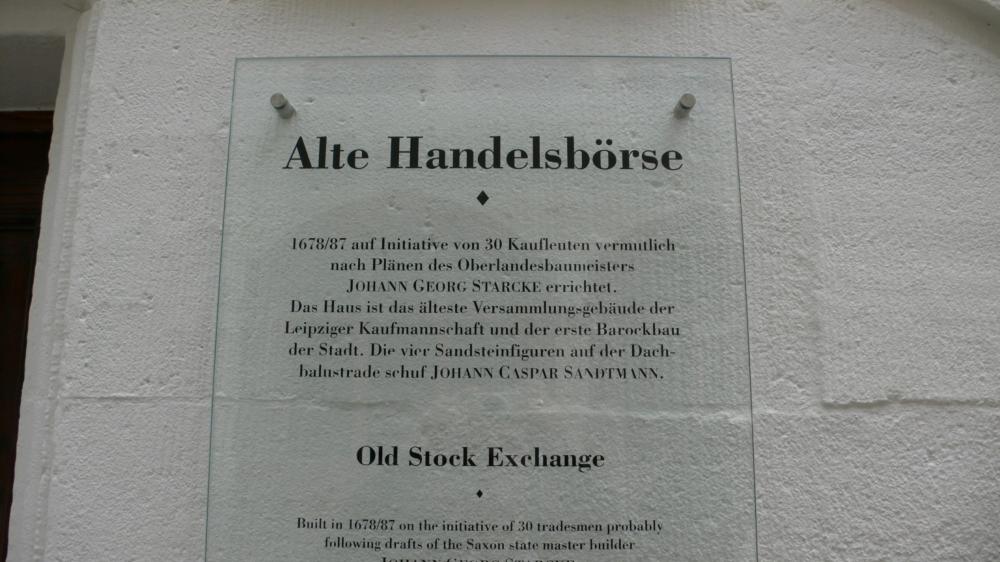 Alte Handelsbörse
1678/87 auf Initiative von 30 Kaufleuten vermutlich
nach Plänen des Oberlandesbaumeisters
JOHANN GEORG STARCKE errichtet.
Das Haus ist das älteste Versammlungsgebäude der
Leipziger Kaufmannschaft und der erste Barockbau
der Stadt. Die vier Sandsteinfiguren auf der Dach-
balustrade schuf JOHANN CASPAR SANDTMANN.
Old Stock Exchange
Built in 1678/87 on the initiative of 30 tradesmen probably
following drafts of the Saxon state master builder